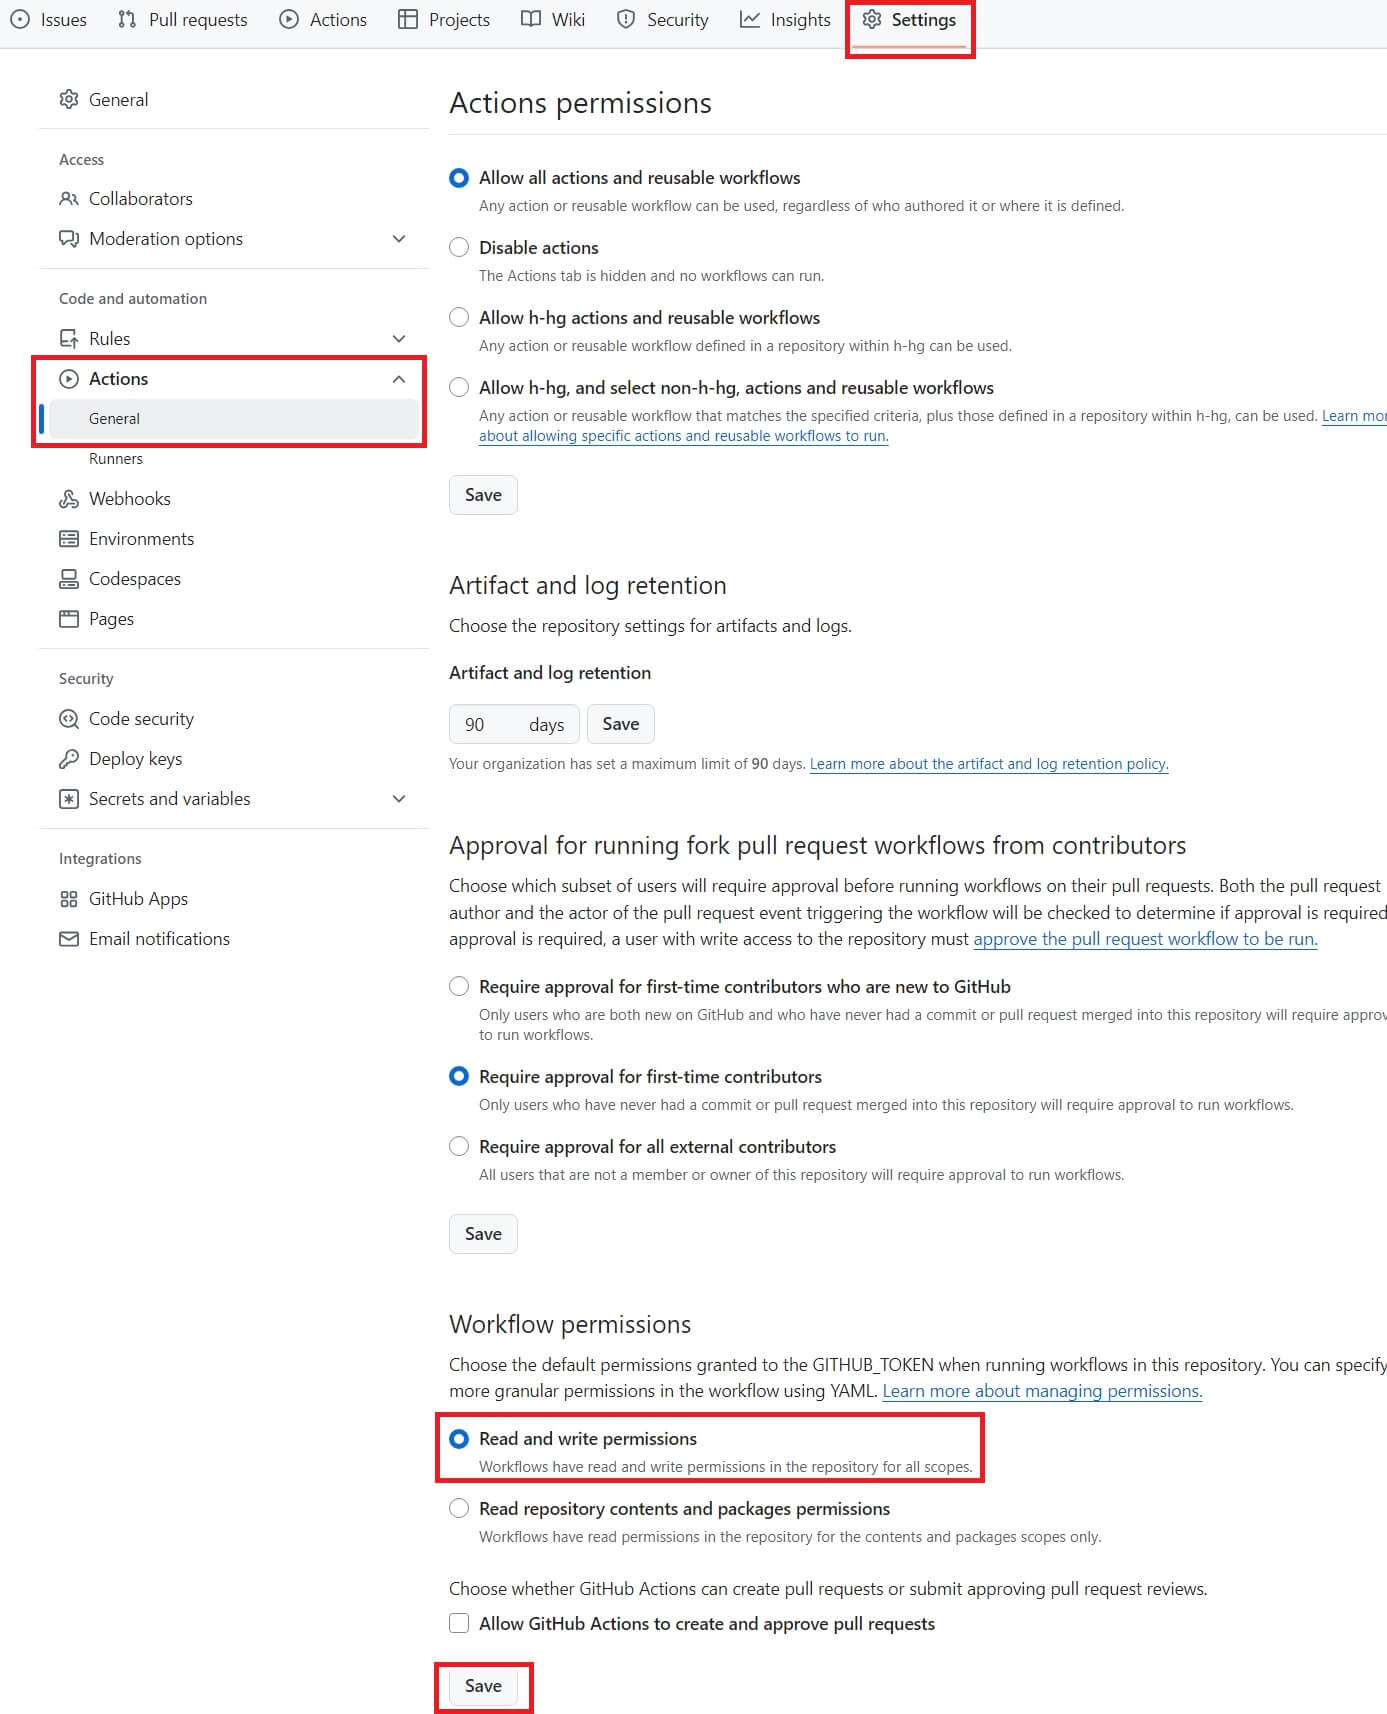 Issues Pull requests Actions Projects Wiki Security Insights Settings
General
Access
Collaborators
Moderation options
Code and automation
Rules
Actions
General
Runners
Webhooks
Environments
Codespaces
Pages
Security
Code security
Deploy keys
Secrets and variables
Integrations
GitHub Apps
Email notifications
Actions permissions
Allow all actions and reusable workflows
Any action or reusable workflow can be used, regardless of who authored it or where it is defined.
Disable actions
The Actions tab is hidden and no workflows can run.
Allow h-hg actions and reusable workflows
Any action or reusable workflow defined in a repository within h-hg can be used.
Allow h-hg, and select non-h-hg, actions and reusable workflows
Any action or reusable workflow that matches the specified criteria, plus those defined in a repository within h-hg, can be used. Learn mor
about allowing specific actions and reusable workflows to run.
Save
Artifact and log retention
Choose the repository settings for artifacts and logs.
Artifact and log retention
90 days Save
Your organization has set a maximum limit of 90 days. Learn more about the artifact and log retention policy.
Approval for running fork pull request workflows from contributors
Choose which subset of users will require approval before running workflows on their pull requests. Both the pull request
author and the actor of the pull request event triggering the workflow will be checked to determine if approval is required
approval is required, a user with write access to the repository must approve the pull request workflow to be run.
Require approval for first-time contributors who are new to GitHub
Only users who are both new on GitHub and who have never had a commit or pull request merged into this repository will require approv
to run workflows.
Require approval for first-time contributors
Only users who have never had a commit or pull request merged into this repository will require approval to run workflows.
Require approval for all external contributors
All users that are not a member or owner of this repository will require approval to run workflows.
Save
Workflow permissions
Choose the default permissions granted to the GITHUB_TOKEN when running workflows in this repository. You can specify
more granular permissions in the workflow using YAML. Learn more about managing permissions.
Read and write permissions
Workflows have read and write permissions in the repository for all scopes.
Read repository contents and packages permissions
Workflows have read permissions in the repository for the contents and packages scopes only.
Choose whether GitHub Actions can create pull requests or submit approving pull request reviews.
Allow GitHub Actions to create and approve pull requests
Save